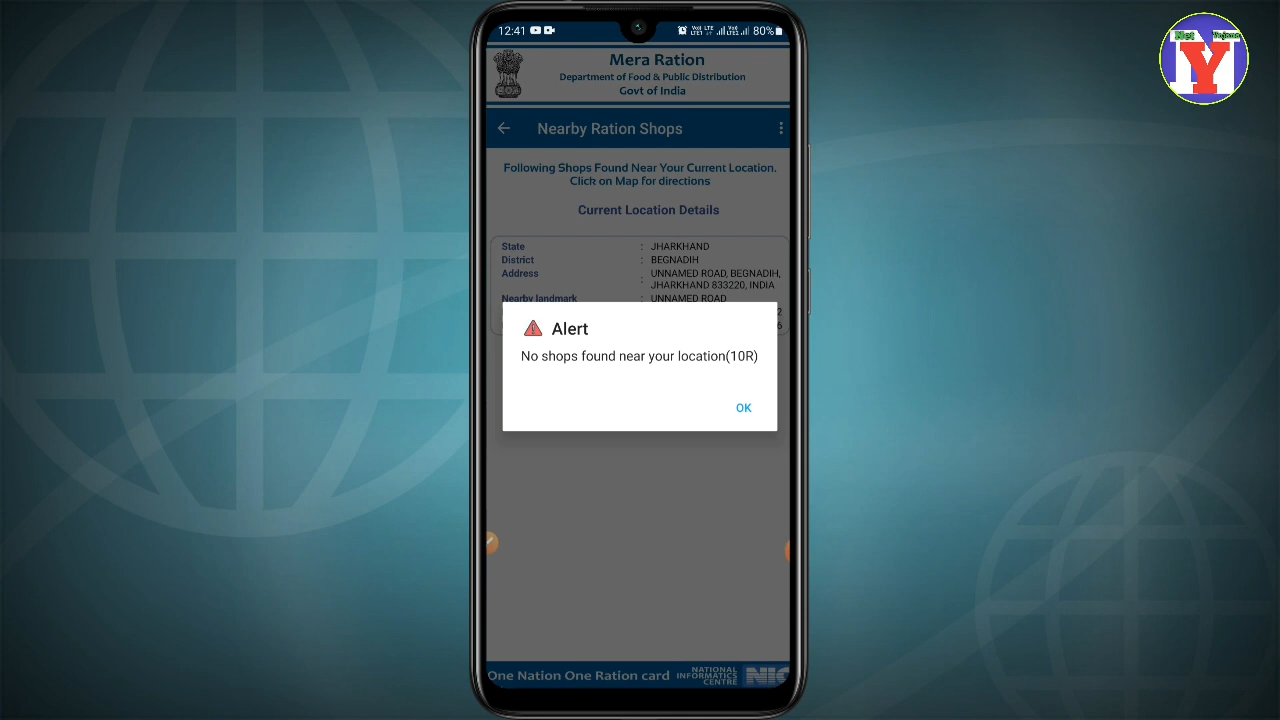 12:41
80%
Net
Yojana
Y
Mera Ration
Department of Food & Public Distribution
Govt of India
Nearby Ration Shops
Following Shops Found Near Your Current Location.
Click on Map for directions
Current Location Details
State : JHARKHAND
District : BEGNADIH
Address : UNNAMED ROAD, BEGNADIH,
JHARKHAND 833220, INDIA
Nearby landmark : UNNAMED ROAD
2
6
Alert
No shops found near your location(10R)
OK
One Nation One Ration card
NATIONAL
INFORMATICS
CENTRE
NIC